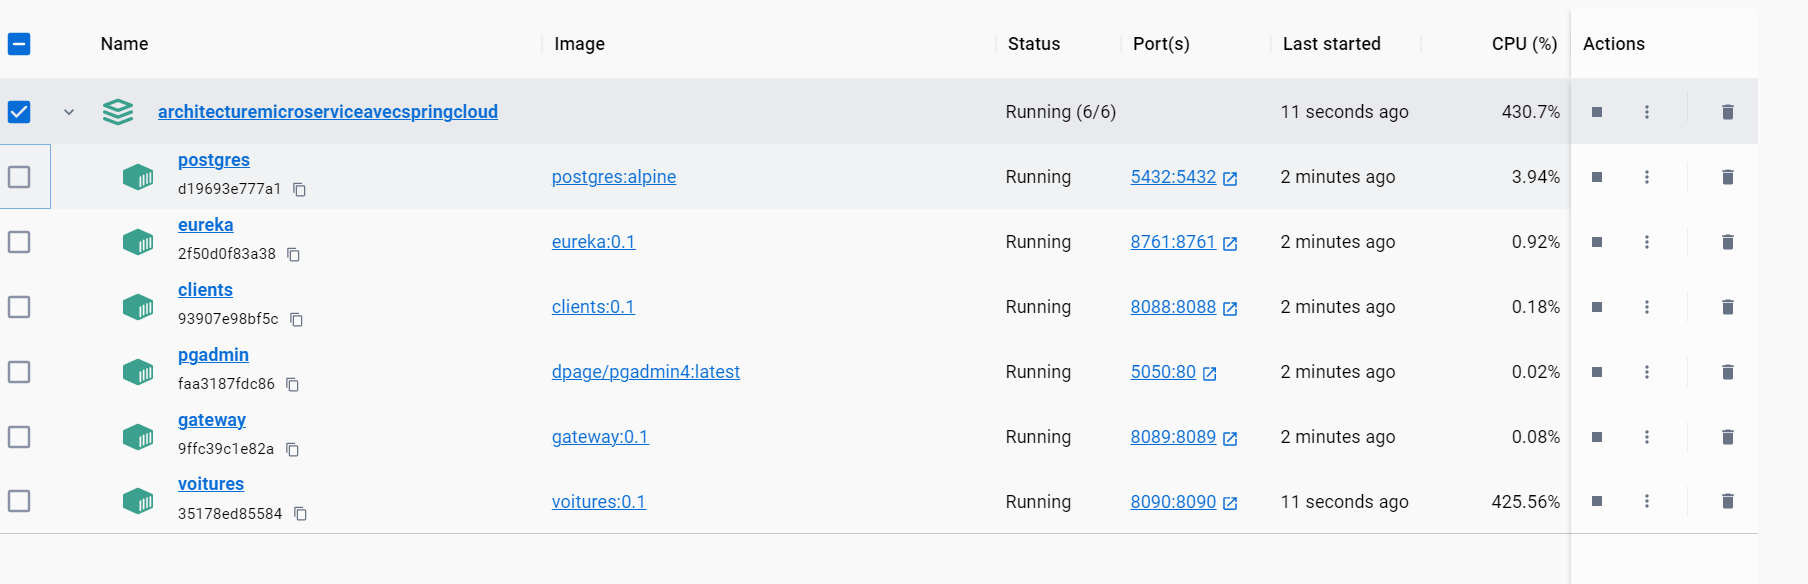 Name Image Status Port(s) Last started CPU (%) Actions
architecturemicroserviceavecspringcloud Running (6/6) 11 seconds ago 430.7%
postgres
d19693e777a1 postgres:alpine Running 5432:5432 2 minutes ago 3.94%
eureka
2f50d0f83a38 eureka:0.1 Running 8761:8761 2 minutes ago 0.92%
clients
93907e98bf5c clients:0.1 Running 8088:8088 2 minutes ago 0.18%
pgadmin
faa3187fdc86 dpage/pgadmin4:latest Running 5050:80 2 minutes ago 0.02%
gateway
9ffc39c1e82a gateway:0.1 Running 8089:8089 2 minutes ago 0.08%
voitures
35178ed85584 voitures:0.1 Running 8090:8090 11 seconds ago 425.56%